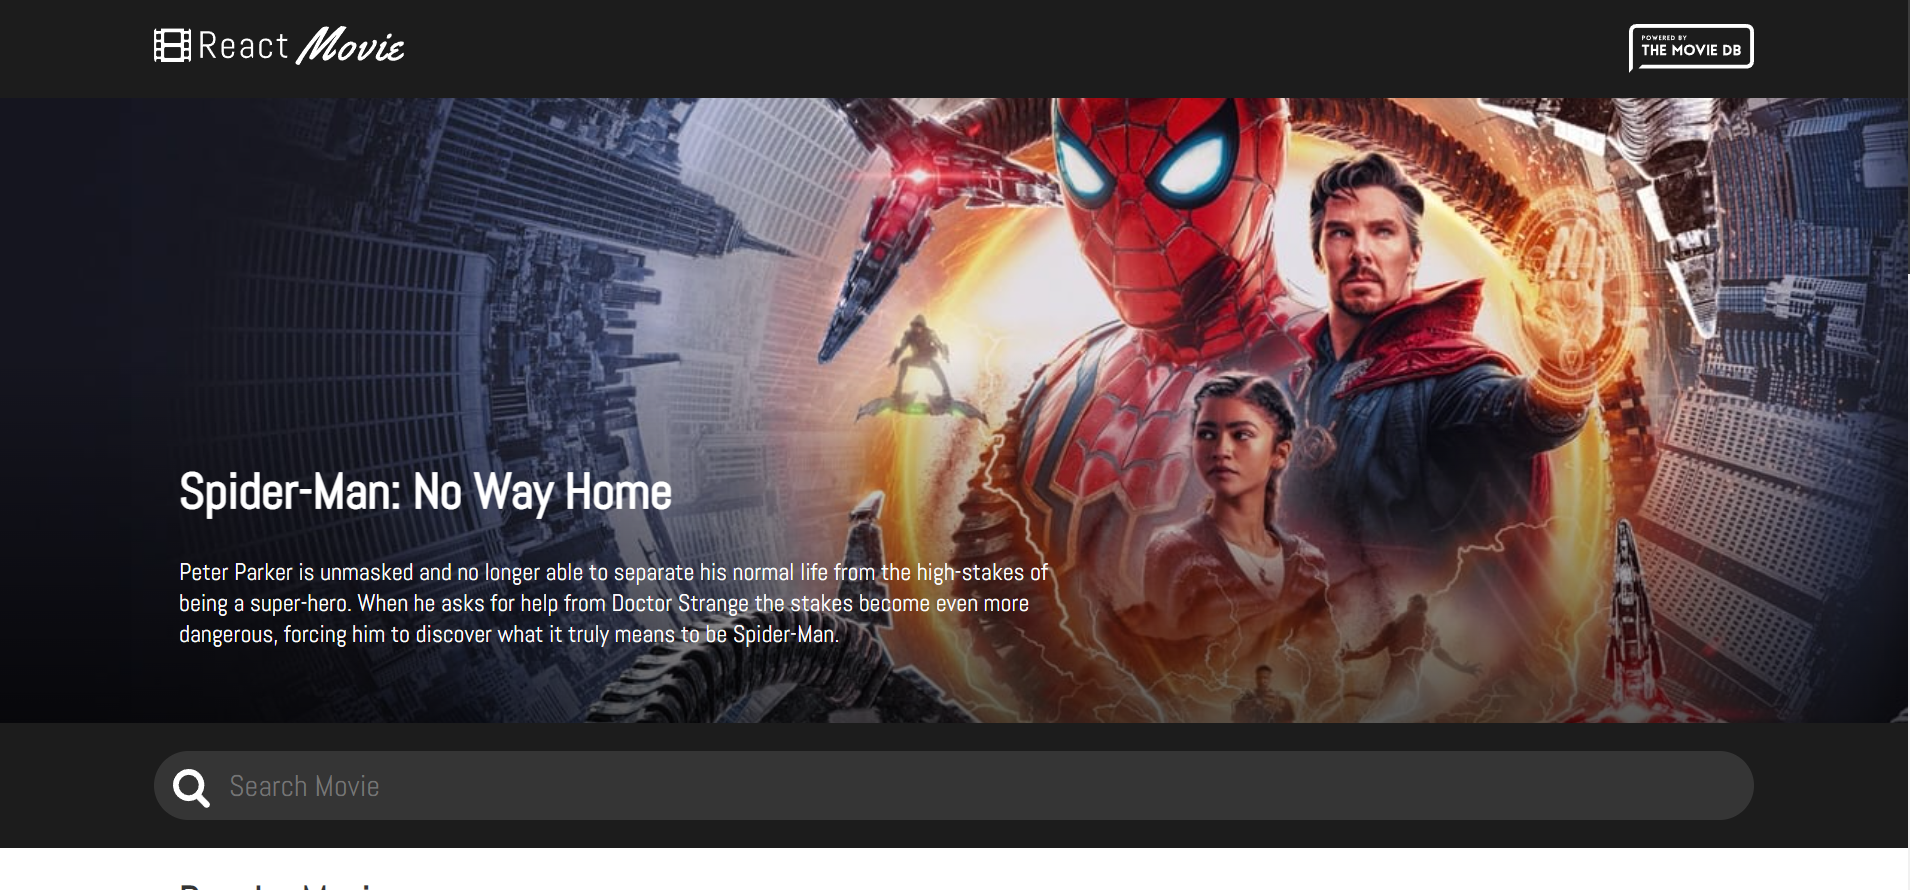 React Movie
POWERED BY
THE MOVIE DB
Spider-Man: No Way Home
Peter Parker is unmasked and no longer able to separate his normal life from the high-stakes of
being a super-hero. When he asks for help from Doctor Strange the stakes become even more
dangerous, forcing him to discover what it truly means to be Spider-Man.
Search Movie